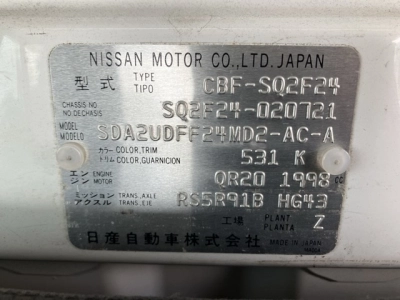 NISSAN MOTOR CO.,LTD. JAPAN
型式 TYPE TIPO CBF-SQ2F24
CHASSIS NO NO.DECHASIS SQ2F24-020721
MODEL MODELO SDA2UDFF24MD2-AC-A
カラー COLOR,TRIM トリム COLOR,GUARNICION 531 K
エンジン ENGINE MOTOR QR20 1998 CC
ミッション アクスル TRANS. AXLE TRANS. EJE RS5R91B HG43
工場 PLANT PLANTA Z
日産自動車株式会社 MADE IN JAPAN